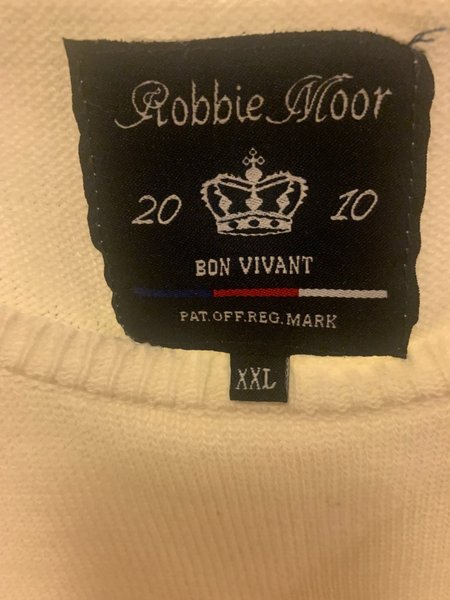 Robbie Moor
20 10
BON VIVANT
PAT.OFF.REG.MARK
XXL